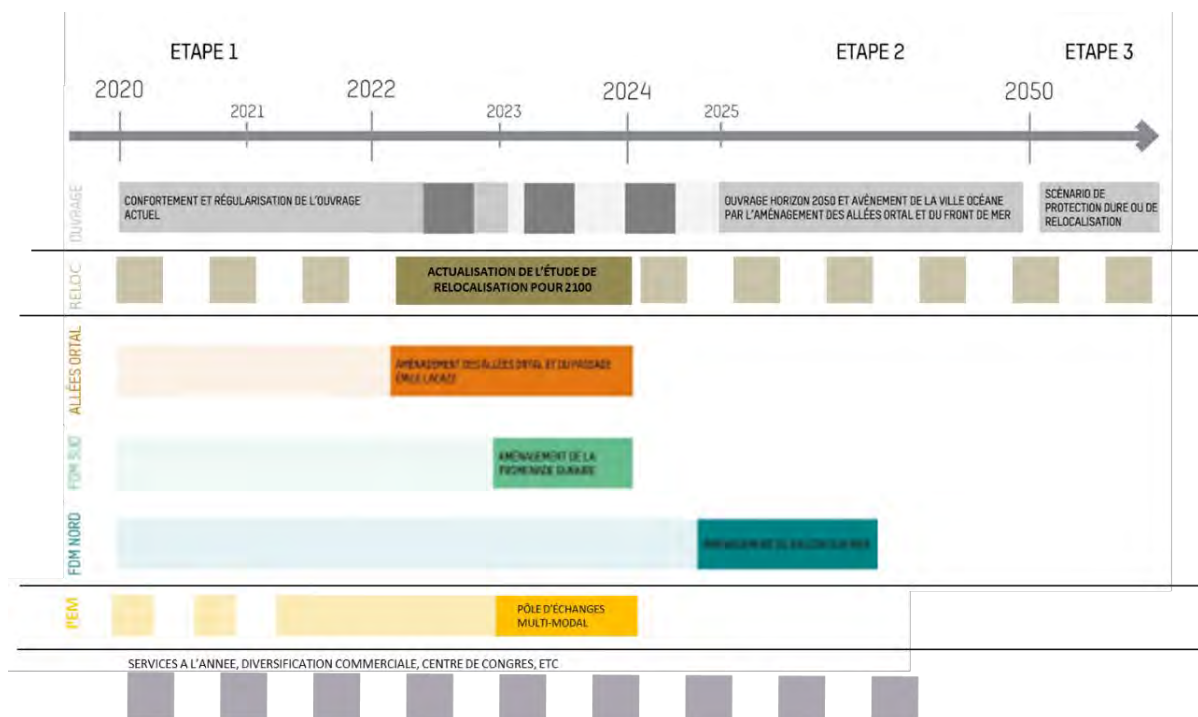 ETAPE 1
ETAPE 2
ETAPE 3
2020
2021
2022
2023
2024
2025
2050
OUVRAGE
CONFORTEMENT ET RÉGULARISATION DE L'OUVRAGE
ACTUEL
OUVRAGE HORIZON 2050 ET AVÈNEMENT DE LA VILLE OCÉANE
PAR L'AMÉNAGEMENT DES ALLÉES ORTAL ET DU FRONT DE MER
SCÉNARIO DE
PROTECTION DURE OU DE
RELOCALISATION
RELOC
ACTUALISATION DE L'ÉTUDE DE
RELOCALISATION POUR 2100
ALLÉES ORTAL
AMÉNAGEMENT DES ALLÉES ORTAL ET DU PASSAGE
ÉMILE LACAZE
FDM SUD
AMÉNAGEMENT DE LA
PROMENADE DUNAIRE
FDM NORD
AMÉNAGEMENT DU
PEM
PÔLE D'ÉCHANGES
MULTI-MODAL
SERVICES A L'ANNEE, DIVERSIFICATION COMMERCIALE, CENTRE DE CONGRES, ETC